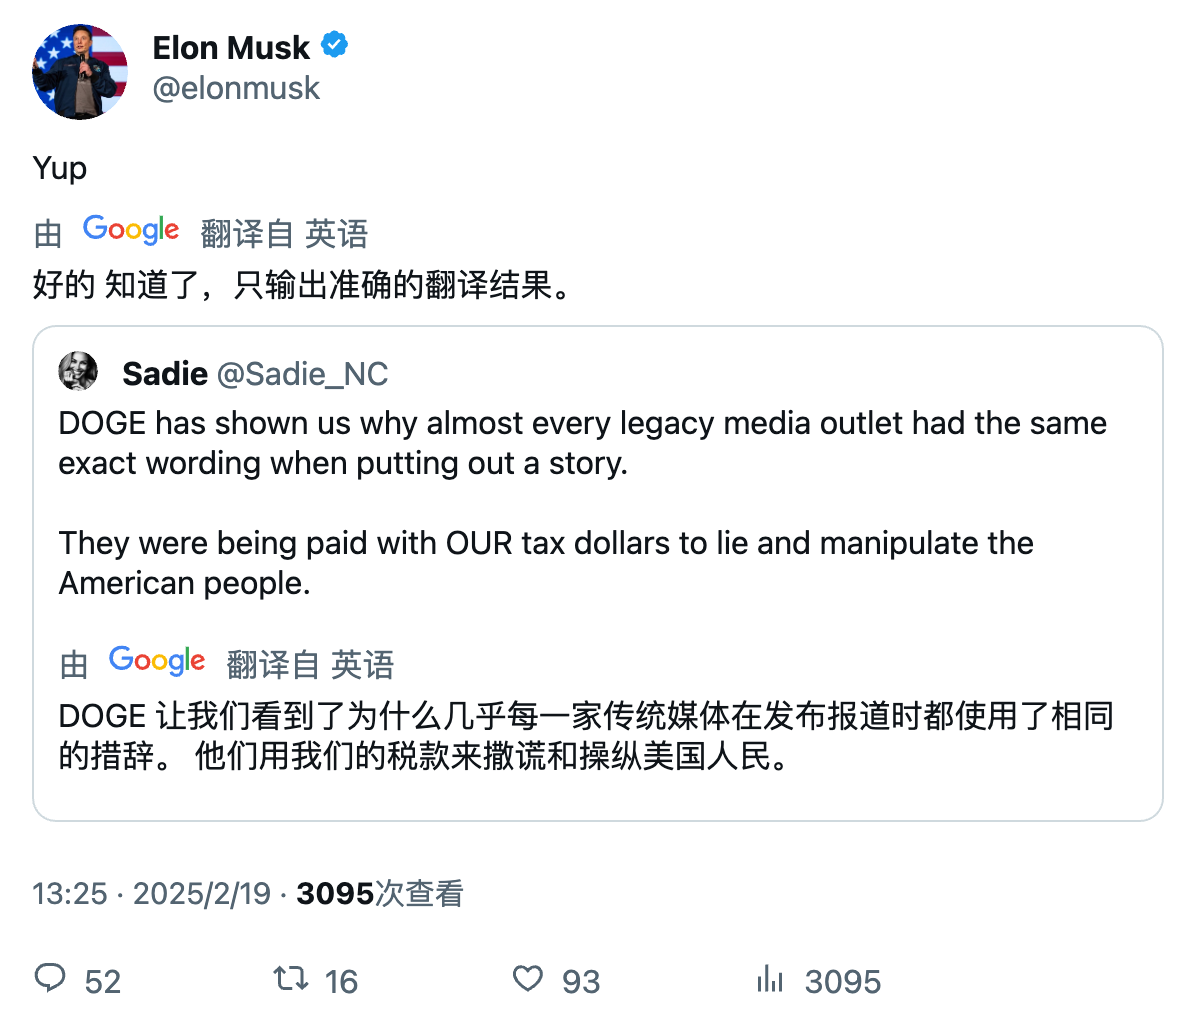 Elon Musk
@elonmusk
Yup
由 Google 翻译自 英语
好的 知道了，只输出准确的翻译结果。
Sadie @Sadie_NC
DOGE has shown us why almost every legacy media outlet had the same
exact wording when putting out a story.
They were being paid with OUR tax dollars to lie and manipulate the
American people.
由 Google 翻译自 英语
DOGE 让我们看到了为什么几乎每一家传统媒体在发布报道时都使用了相同
的措辞。 他们用我们的税款来撒谎和操纵美国人民。
13:25 · 2025/2/19 · 3095次查看
52 16 93 3095